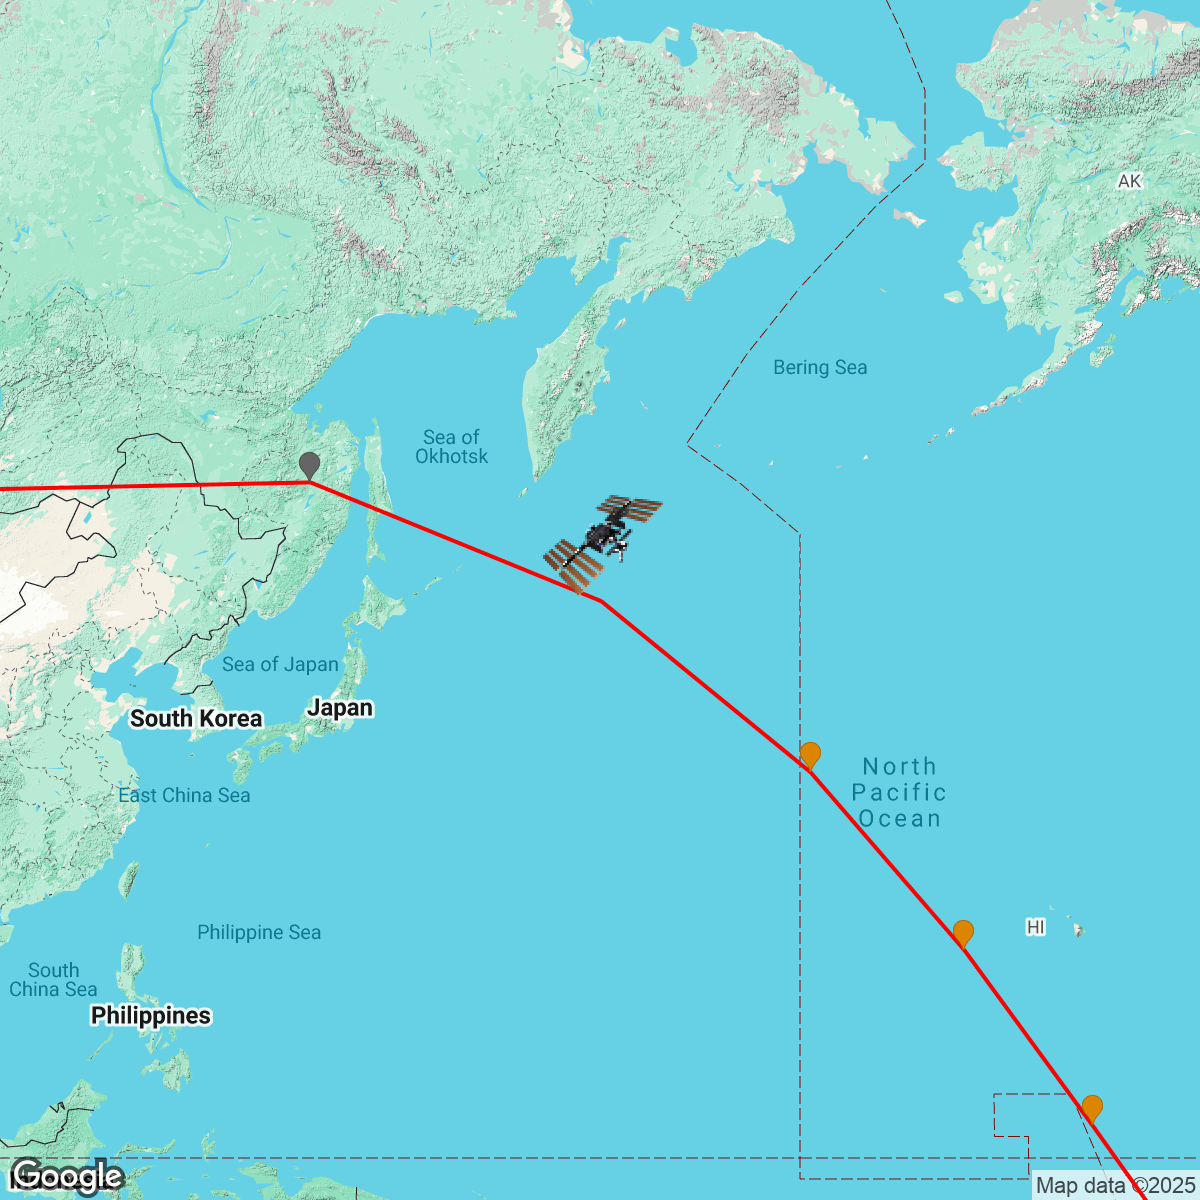 AK
Bering Sea
Sea of
Okhotsk
Sea of Japan
Japan
South Korea
North
Pacific
Ocean
East China Sea
HI
Philippine Sea
South
China Sea
Philippines
Google
Map data ©2025